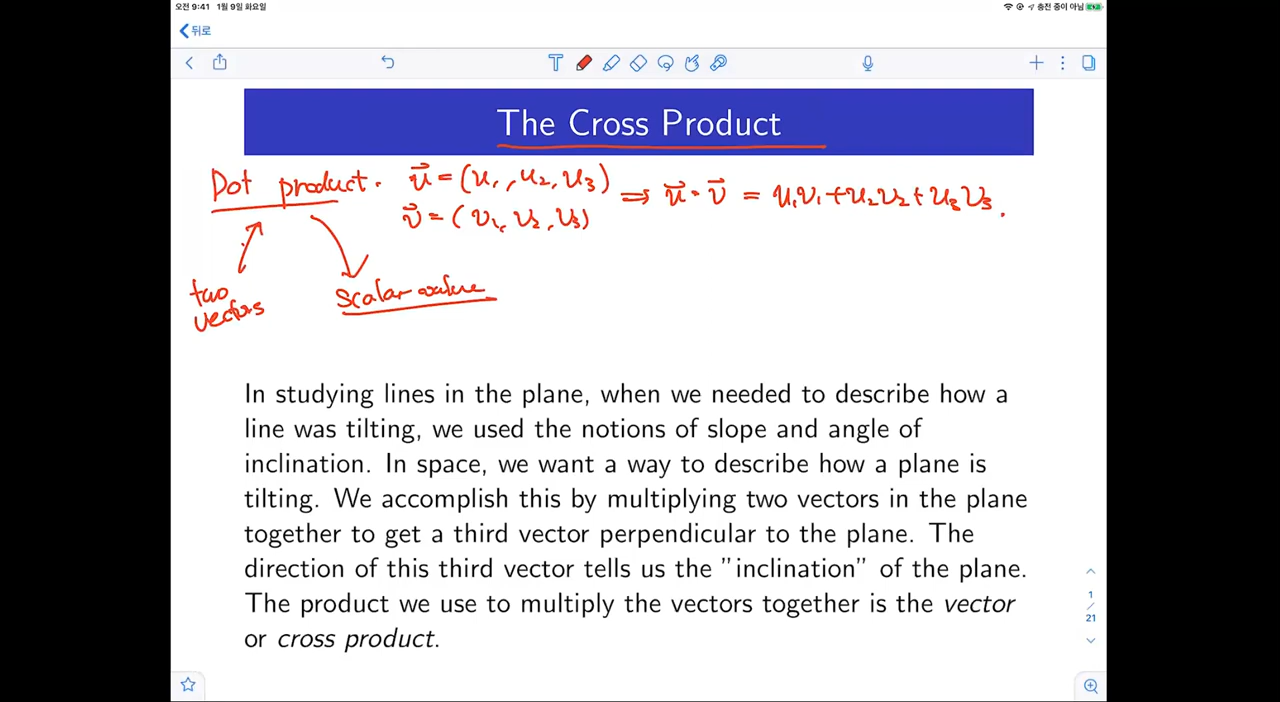 오전 9:41 1월 9일 화요일
충전 중이 아님
뒤로
The Cross Product
Dot product. u⃗ = (u₁, u₂, u₃) ⇒ u⃗ · v⃗ = u₁v₁ + u₂v₂ + u₃v₃.
v⃗ = (v₁, v₂, v₃)
two
vectors
scalar value
In studying lines in the plane, when we needed to describe how a
line was tilting, we used the notions of slope and angle of
inclination. In space, we want a way to describe how a plane is
tilting. We accomplish this by multiplying two vectors in the plane
together to get a third vector perpendicular to the plane. The
direction of this third vector tells us the "inclination" of the plane.
The product we use to multiply the vectors together is the vector
or cross product.
1
/
21